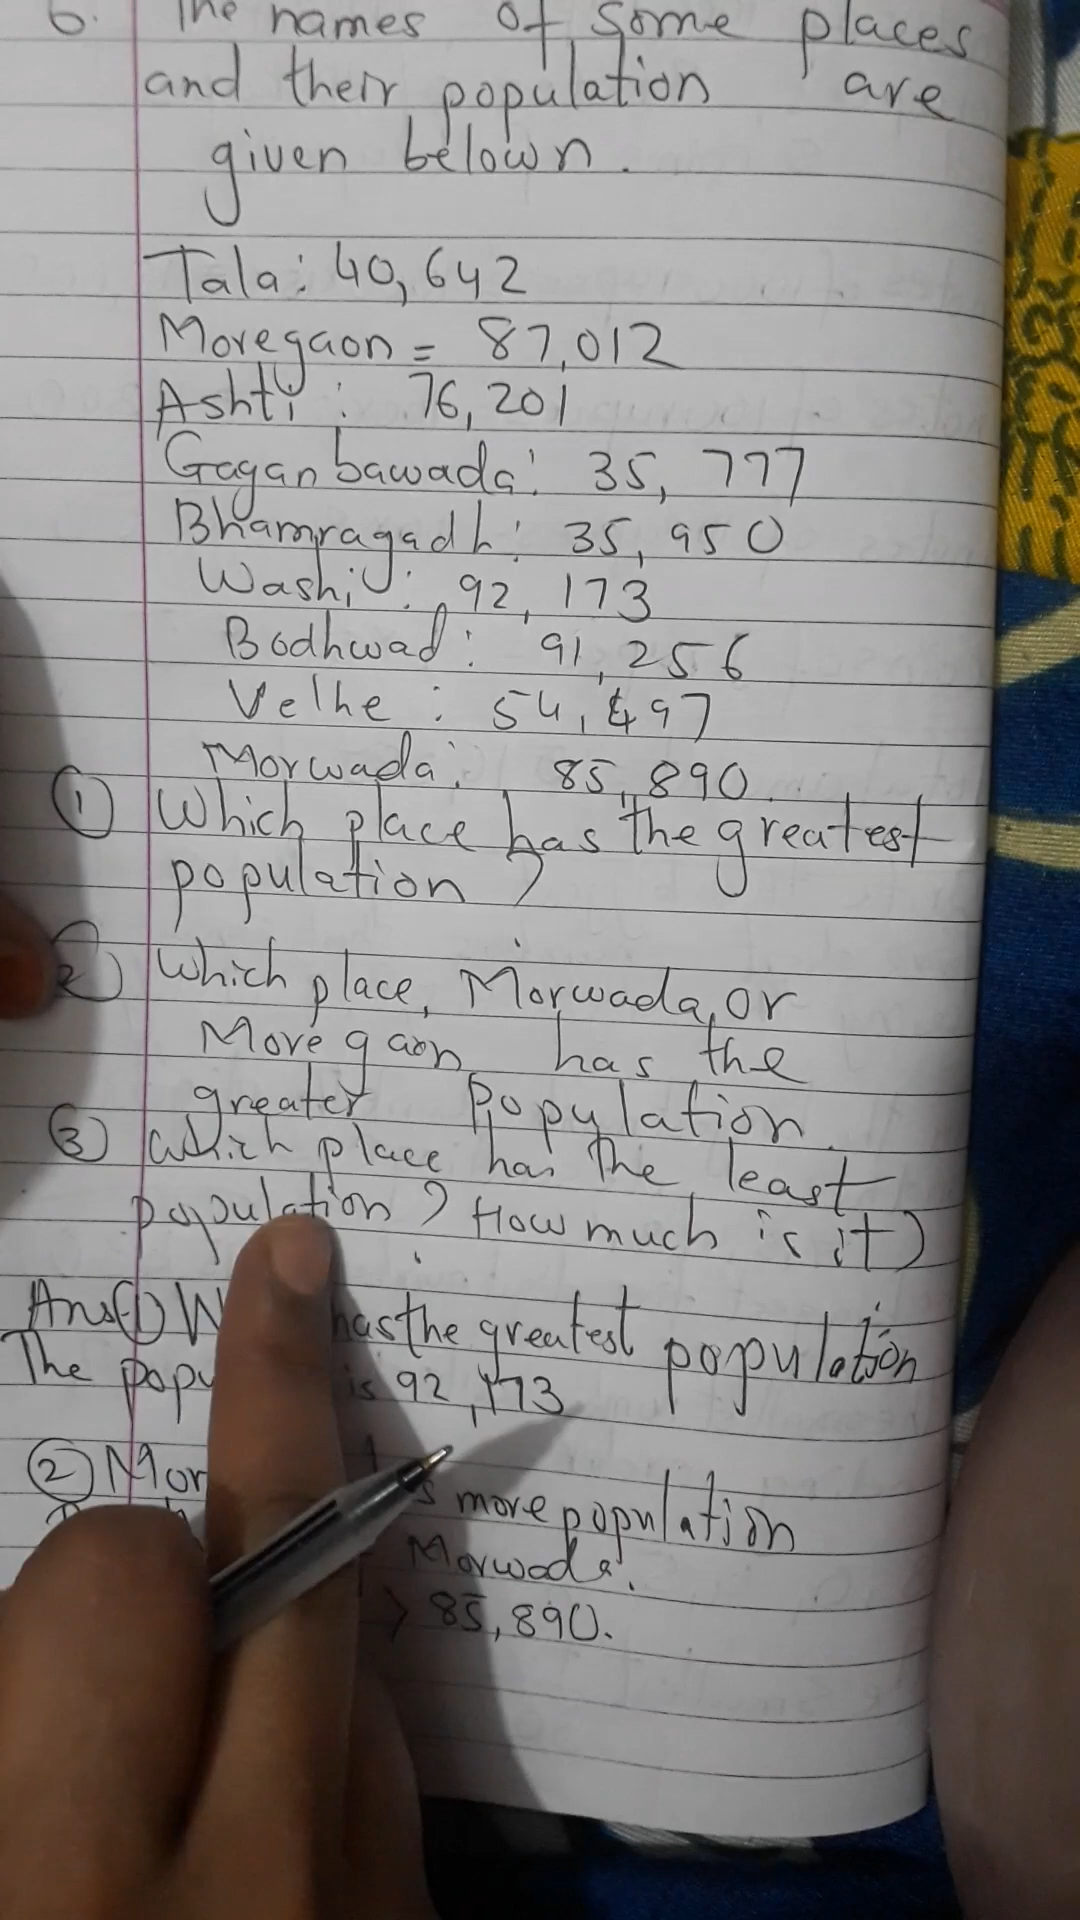 6. The names of some places
and their population are
given belown.
Tala: 40,642
Moregaon = 87,012
Ashti : 76,201
Gaganbawada: 35, 777
Bhamragadh: 35, 950
Washi : 92, 173
Bodhwad: 91,256
Velhe : 54, 497
Morwada: 85,890.
① Which place has the greatest
population ?
② Which place, Morwada, or
Moregaon has the
greater Population.
③ Which place has the least
population ? How much is it)
Ans① has the greatest population
The is 92,173
② more population
Morwada.
> 85,890.